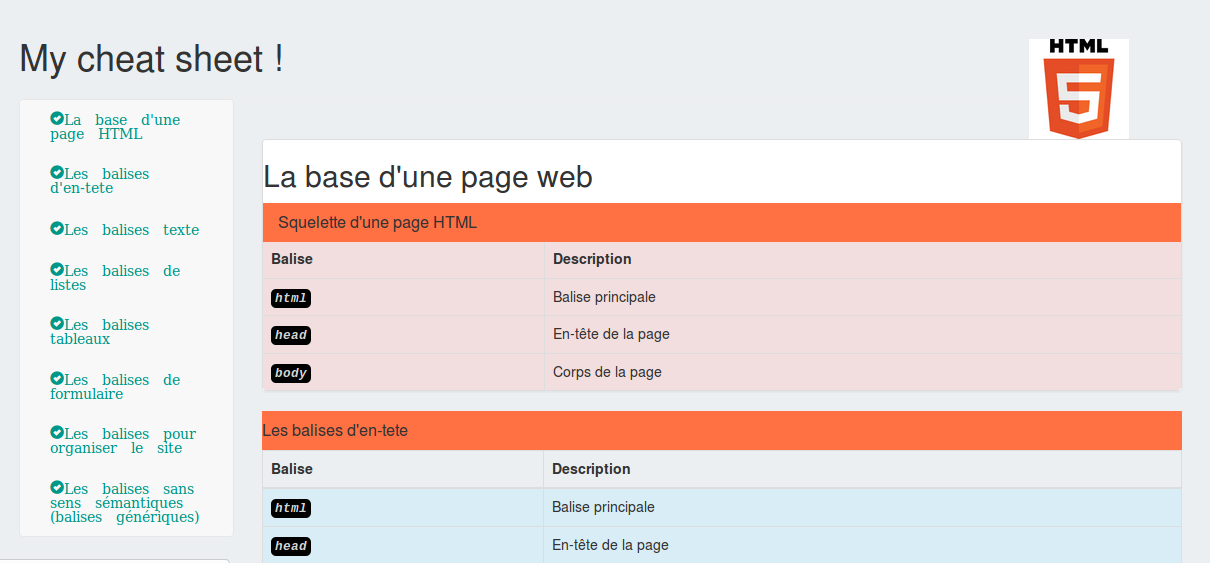 My cheat sheet !
HTML
La base d'une
page HTML
Les balises
d'en-tete
Les balises texte
Les balises de
listes
Les balises
tableaux
Les balises de
formulaire
Les balises pour
organiser le site
Les balises sans
sens sémantiques
(balises génériques)
La base d'une page web
Squelette d'une page HTML
Balise Description
html Balise principale
head En-tête de la page
body Corps de la page
Les balises d'en-tete
Balise Description
html Balise principale
head En-tête de la page